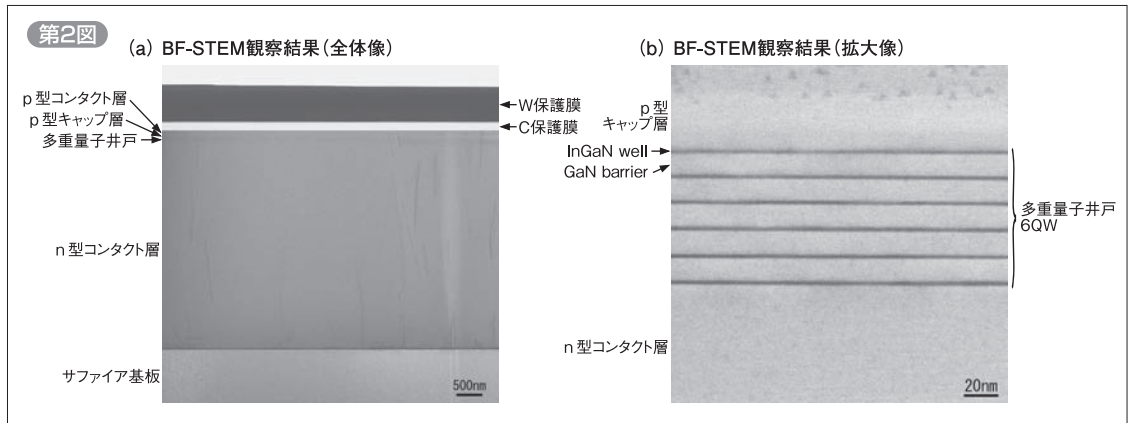 第2図
(a) BF-STEM観察結果(全体像)
p型コンタクト層
p型キャップ層
多重量子井戸
n型コンタクト層
サファイア基板
W保護膜
C保護膜
500nm
(b) BF-STEM観察結果(拡大像)
p型
キャップ層
InGaN well
GaN barrier
n型コンタクト層
多重量子井戸
6QW
20nm